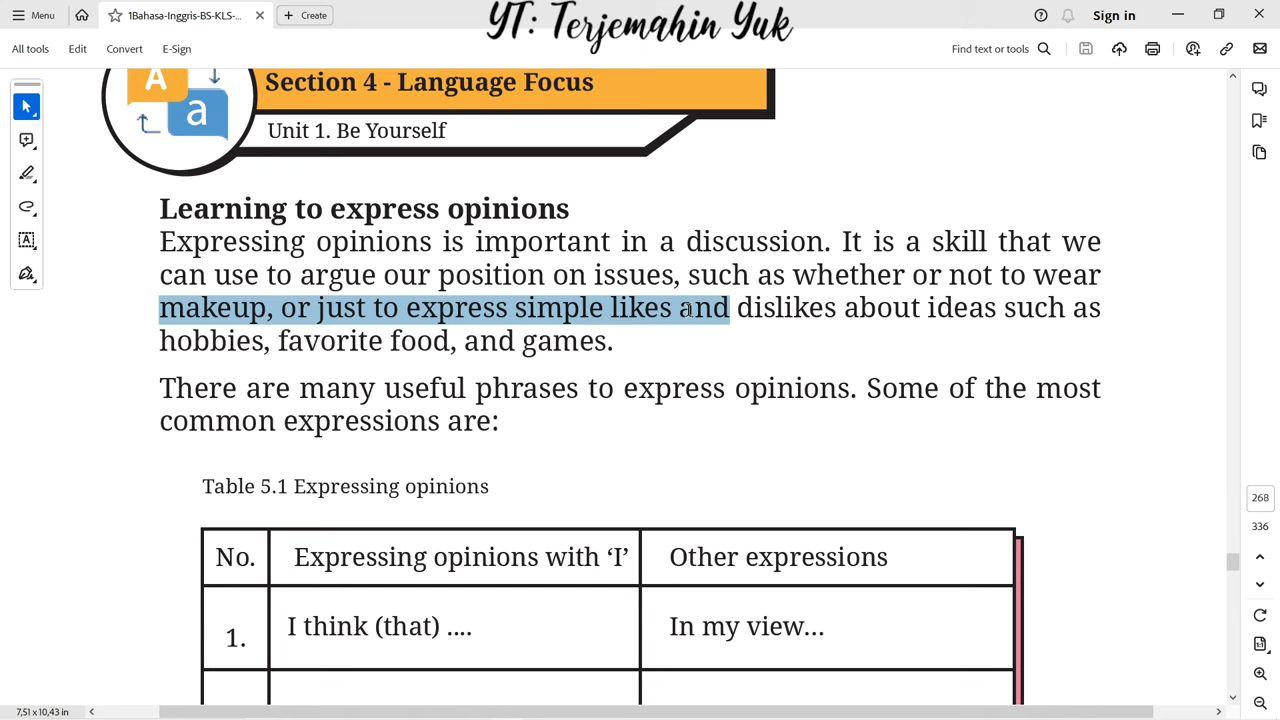 YT: Terjemahin Yuk
Menu
1Bahasa-Inggris-BS-KLS-...
Create
Sign in
All tools
Edit
Convert
E-Sign
Find text or tools
A
a
Section 4 - Language Focus
Unit 1. Be Yourself
Learning to express opinions
Expressing opinions is important in a discussion. It is a skill that we
can use to argue our position on issues, such as whether or not to wear
makeup, or just to express simple likes and dislikes about ideas such as
hobbies, favorite food, and games.
There are many useful phrases to express opinions. Some of the most
common expressions are:
Table 5.1 Expressing opinions
No.
Expressing opinions with ‘I’
Other expressions
1.
I think (that) ....
In my view...
268
336
7,51 x 10,43 in